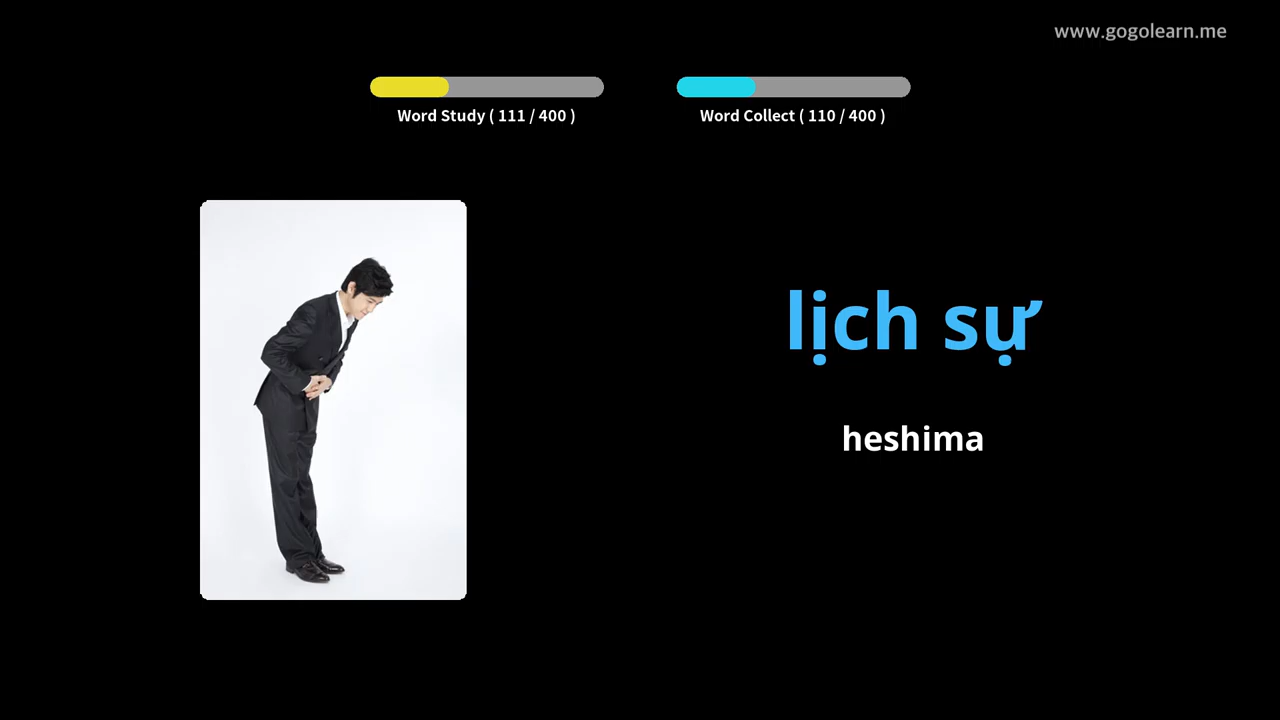 www.gogolearn.me
Word Study ( 111 / 400 )
Word Collect ( 110 / 400 )
lịch sự
heshima